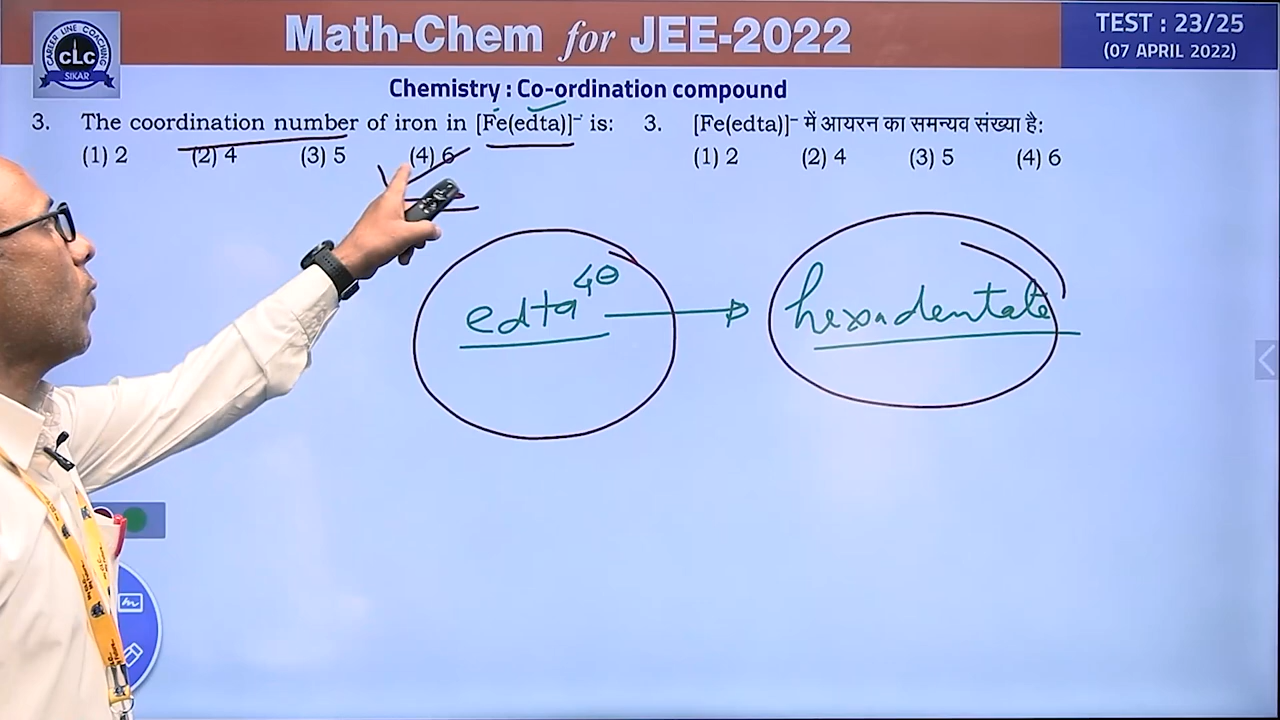 Math-Chem for JEE-2022
TEST : 23/25
(07 APRIL 2022)
CAREER LINE COACHING
CLC
SIKAR
Chemistry : Co-ordination compound
3. The coordination number of iron in [Fe(edta)]⁻ is:
(1) 2 (2) 4 (3) 5 (4) 6
3. [Fe(edta)]⁻ में आयरन का समन्यव संख्या है:
(1) 2 (2) 4 (3) 5 (4) 6
edta⁴⊖ → hexadentate